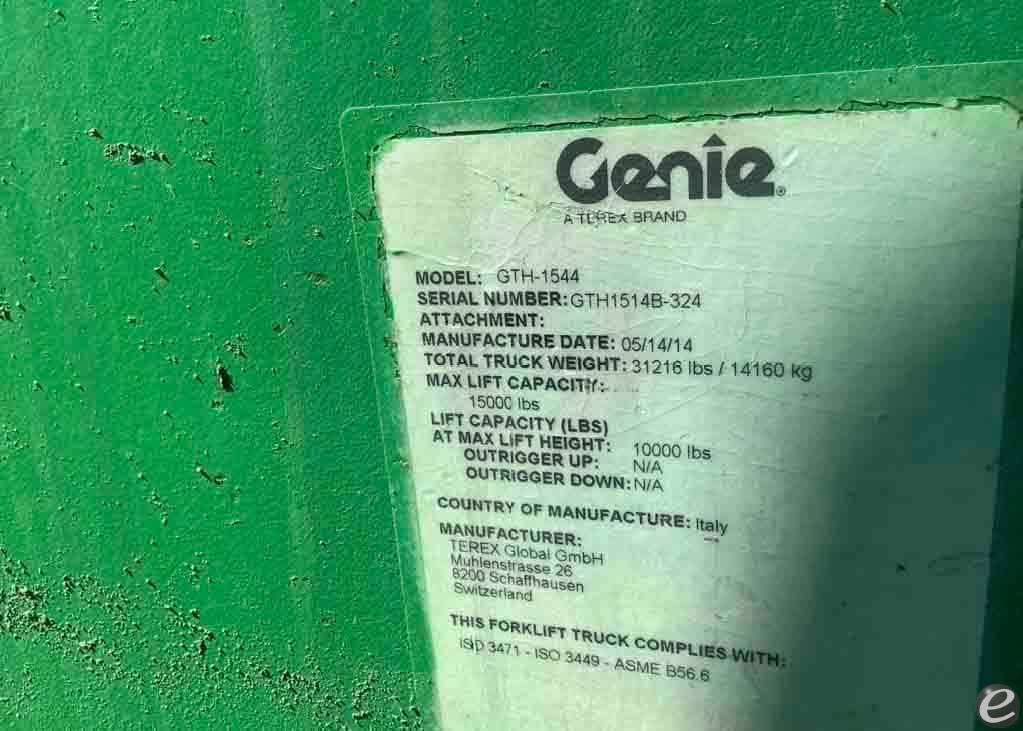 Genie®
A TEREX BRAND
MODEL: GTH-1544
SERIAL NUMBER: GTH1514B-324
ATTACHMENT:
MANUFACTURE DATE: 05/14/14
TOTAL TRUCK WEIGHT: 31216 lbs / 14160 kg
MAX LIFT CAPACITY:
15000 lbs
LIFT CAPACITY (LBS)
AT MAX LIFT HEIGHT: 10000 lbs
OUTRIGGER UP: N/A
OUTRIGGER DOWN: N/A
COUNTRY OF MANUFACTURE: Italy
MANUFACTURER:
TEREX Global GmbH
Muhlenstrasse 26
8200 Schaffhausen
Switzerland
THIS FORKLIFT TRUCK COMPLIES WITH:
ISO 3471 - ISO 3449 - ASME B56.6
e